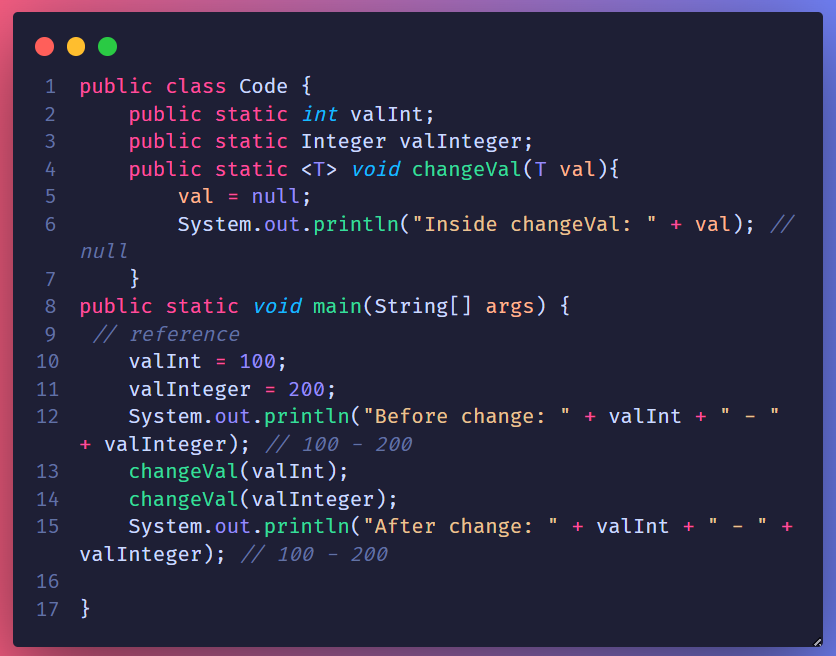 1 public class Code {
2     public static int valInt;
3     public static Integer valInteger;
4     public static <T> void changeVal(T val){
5         val = null;
6         System.out.println("Inside changeVal: " + val); //
null
7     }
8 public static void main(String[] args) {
9  // reference
10     valInt = 100;
11     valInteger = 200;
12     System.out.println("Before change: " + valInt + " - "
+ valInteger); // 100 - 200
13     changeVal(valInt);
14     changeVal(valInteger);
15     System.out.println("After change: " + valInt + " - " +
valInteger); // 100 - 200
16
17 }